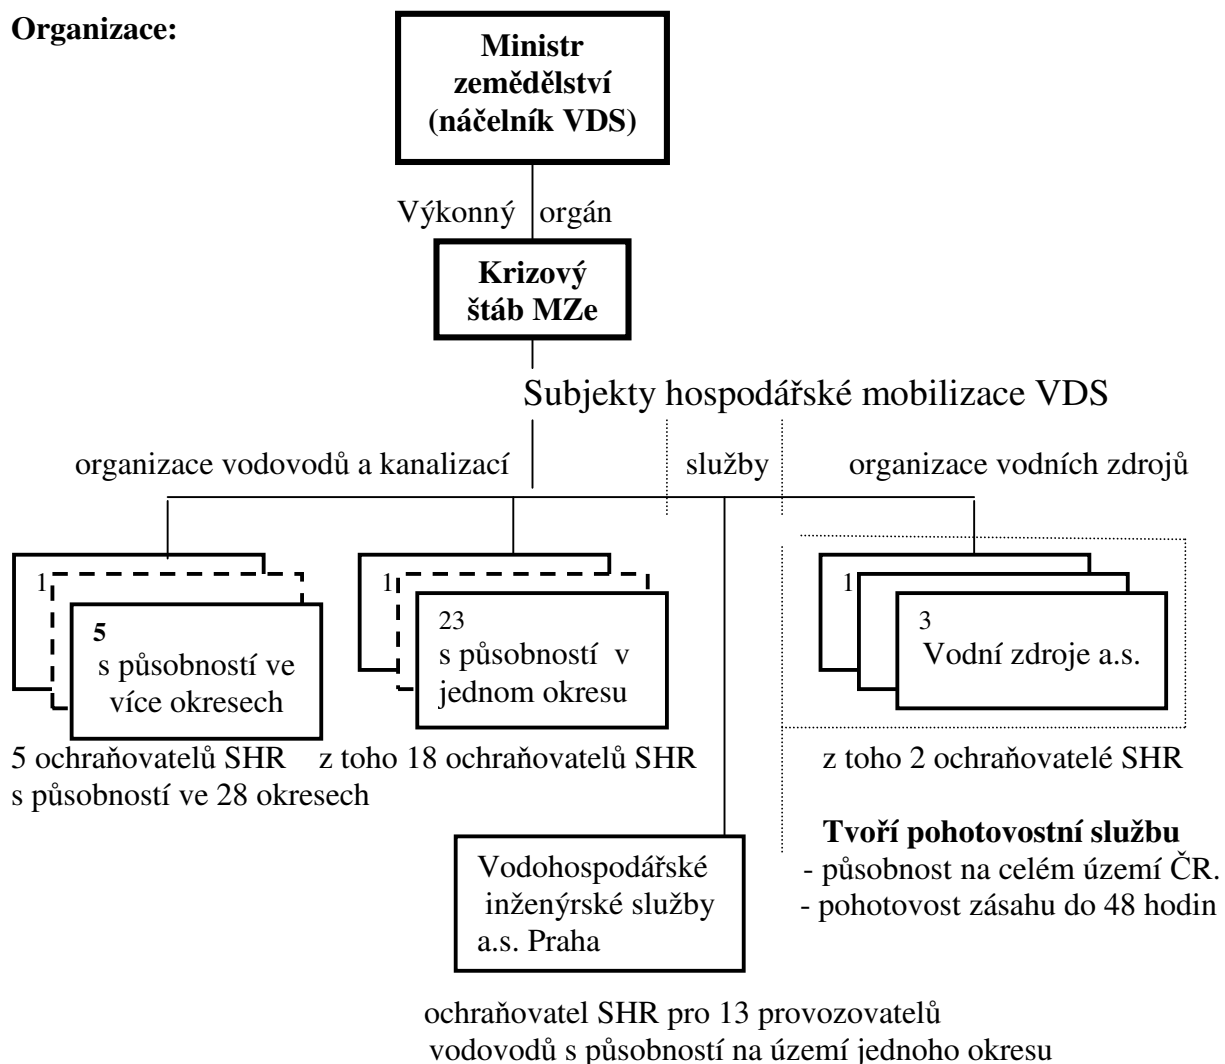 Organizace:
Ministr
zemědělství
(náčelník VDS)
Výkonný orgán
Krizový
štáb MZe
Subjekty hospodářské mobilizace VDS
organizace vodovodů a kanalizací
služby
organizace vodních zdrojů
1
5
s působností ve
více okresech
1
23
s působností v
jednom okresu
1
3
Vodní zdroje a.s.
5 ochraňovatelů SHR
s působností ve 28 okresech
z toho 18 ochraňovatelů SHR
z toho 2 ochraňovatelé SHR
Tvoří pohotovostní službu
- působnost na celém území ČR.
- pohotovost zásahu do 48 hodin
Vodohospodářské
inženýrské služby
a.s. Praha
ochraňovatel SHR pro 13 provozovatelů
vodovodů s působností na území jednoho okresu